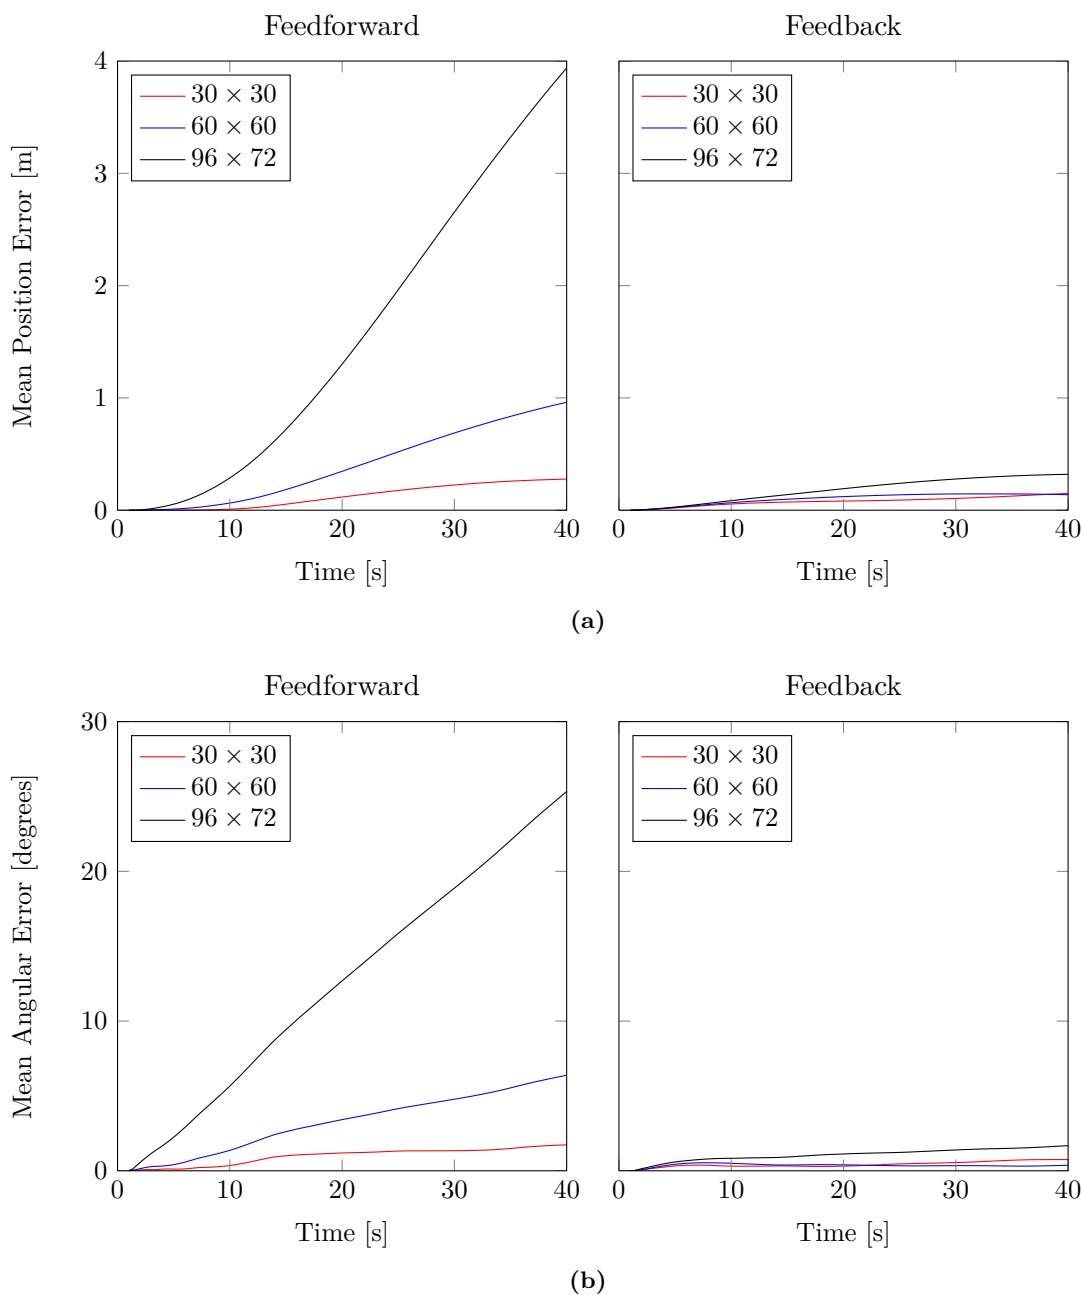 Feedforward
Feedback
Mean Position Error [m]
4
3
2
1
0
30 × 30
60 × 60
96 × 72
30 × 30
60 × 60
96 × 72
0 10 20 30 40
0 10 20 30 40
Time [s]
Time [s]
(a)
Feedforward
Feedback
Mean Angular Error [degrees]
30
20
10
0
30 × 30
60 × 60
96 × 72
30 × 30
60 × 60
96 × 72
0 10 20 30 40
0 10 20 30 40
Time [s]
Time [s]
(b)